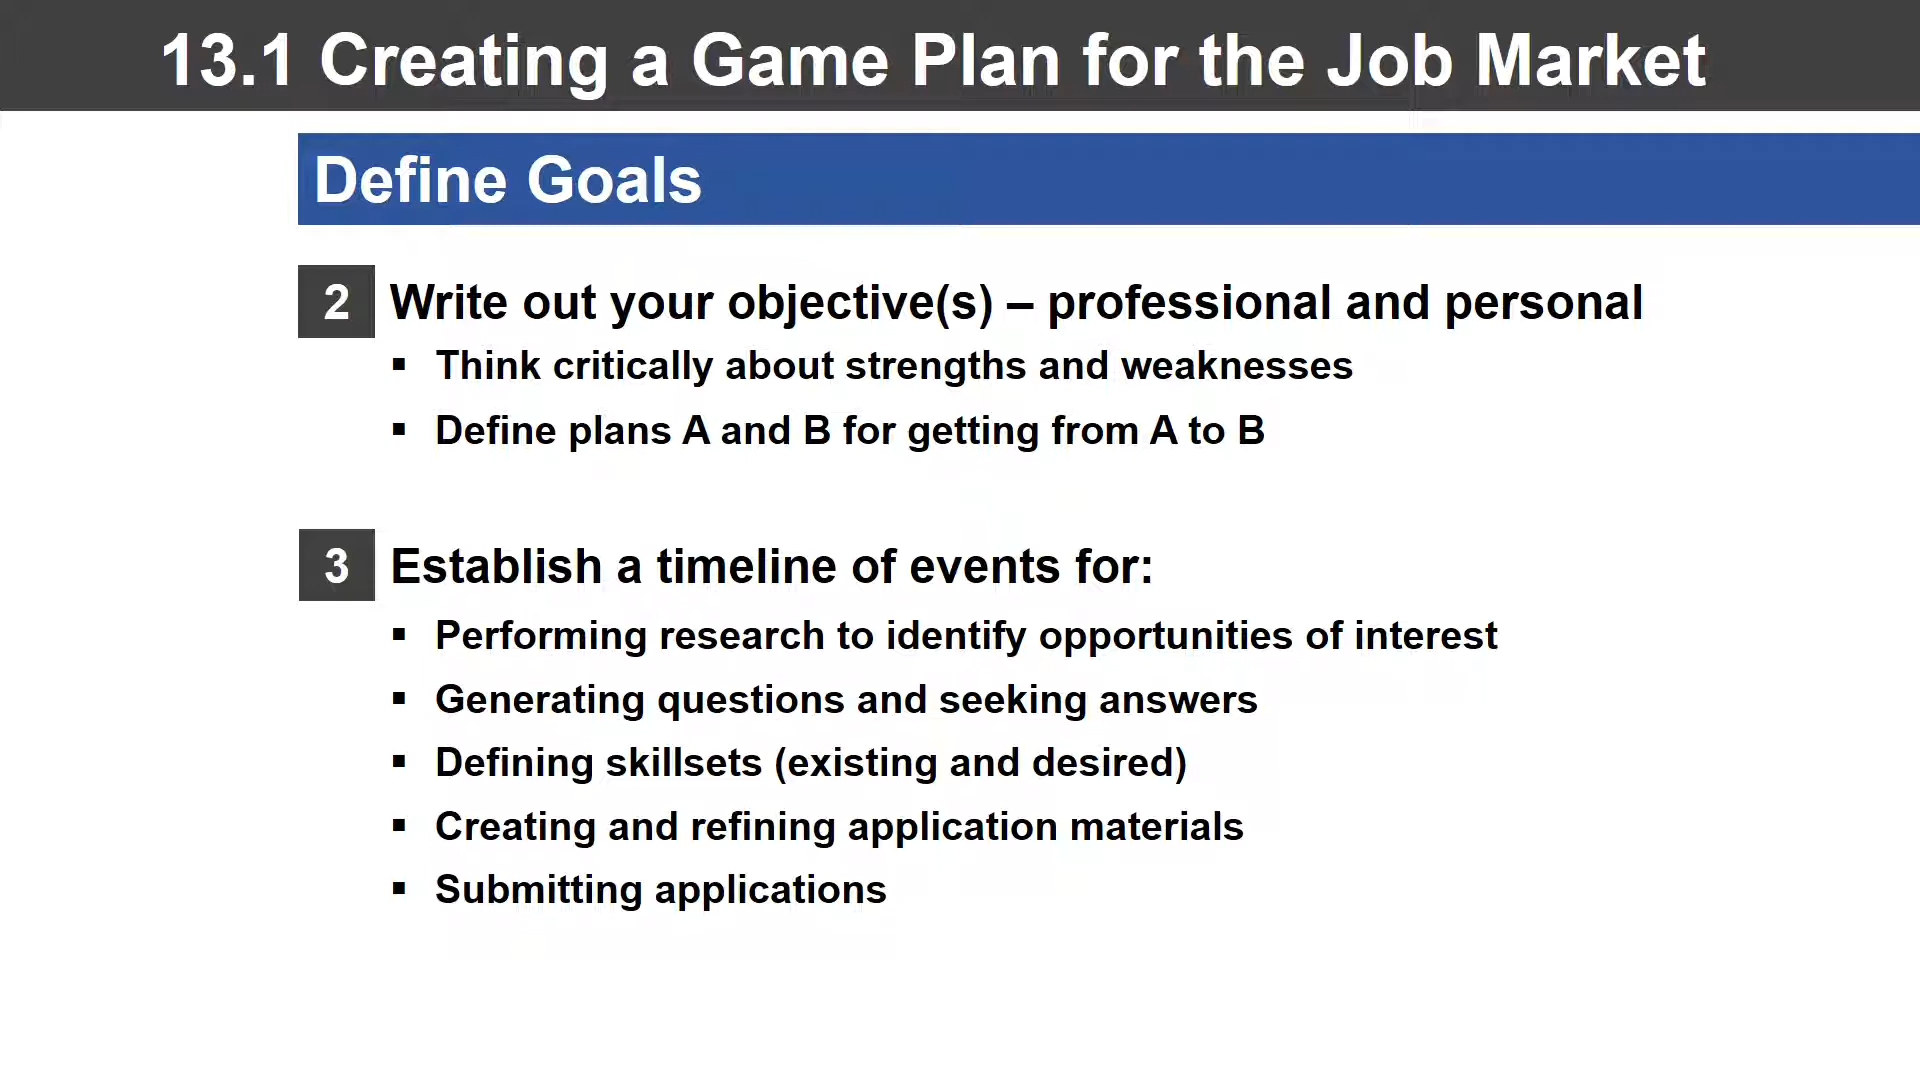 13.1 Creating a Game Plan for the Job Market
Define Goals
2 Write out your objective(s) – professional and personal
▪ Think critically about strengths and weaknesses
▪ Define plans A and B for getting from A to B
3 Establish a timeline of events for:
▪ Performing research to identify opportunities of interest
▪ Generating questions and seeking answers
▪ Defining skillsets (existing and desired)
▪ Creating and refining application materials
▪ Submitting applications